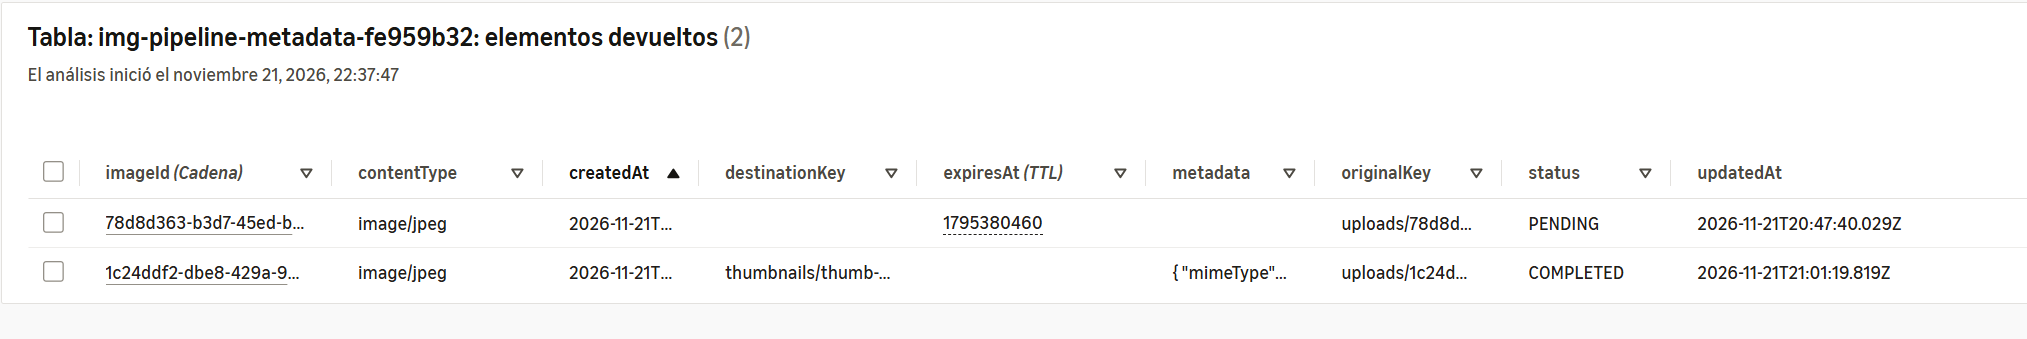 Tabla: img-pipeline-metadata-fe959b32: elementos devueltos (2)
El análisis inició el noviembre 21, 2026, 22:37:47
imageId (Cadena) contentType createdAt destinationKey expiresAt (TTL) metadata originalKey status updatedAt
78d8d363-b3d7-45ed-b... image/jpeg 2026-11-21T... 1795380460 uploads/78d8d... PENDING 2026-11-21T20:47:40.029Z
1c24ddf2-dbe8-429a-9... image/jpeg 2026-11-21T... thumbnails/thumb-... { "mimeType"... uploads/1c24d... COMPLETED 2026-11-21T21:01:19.819Z